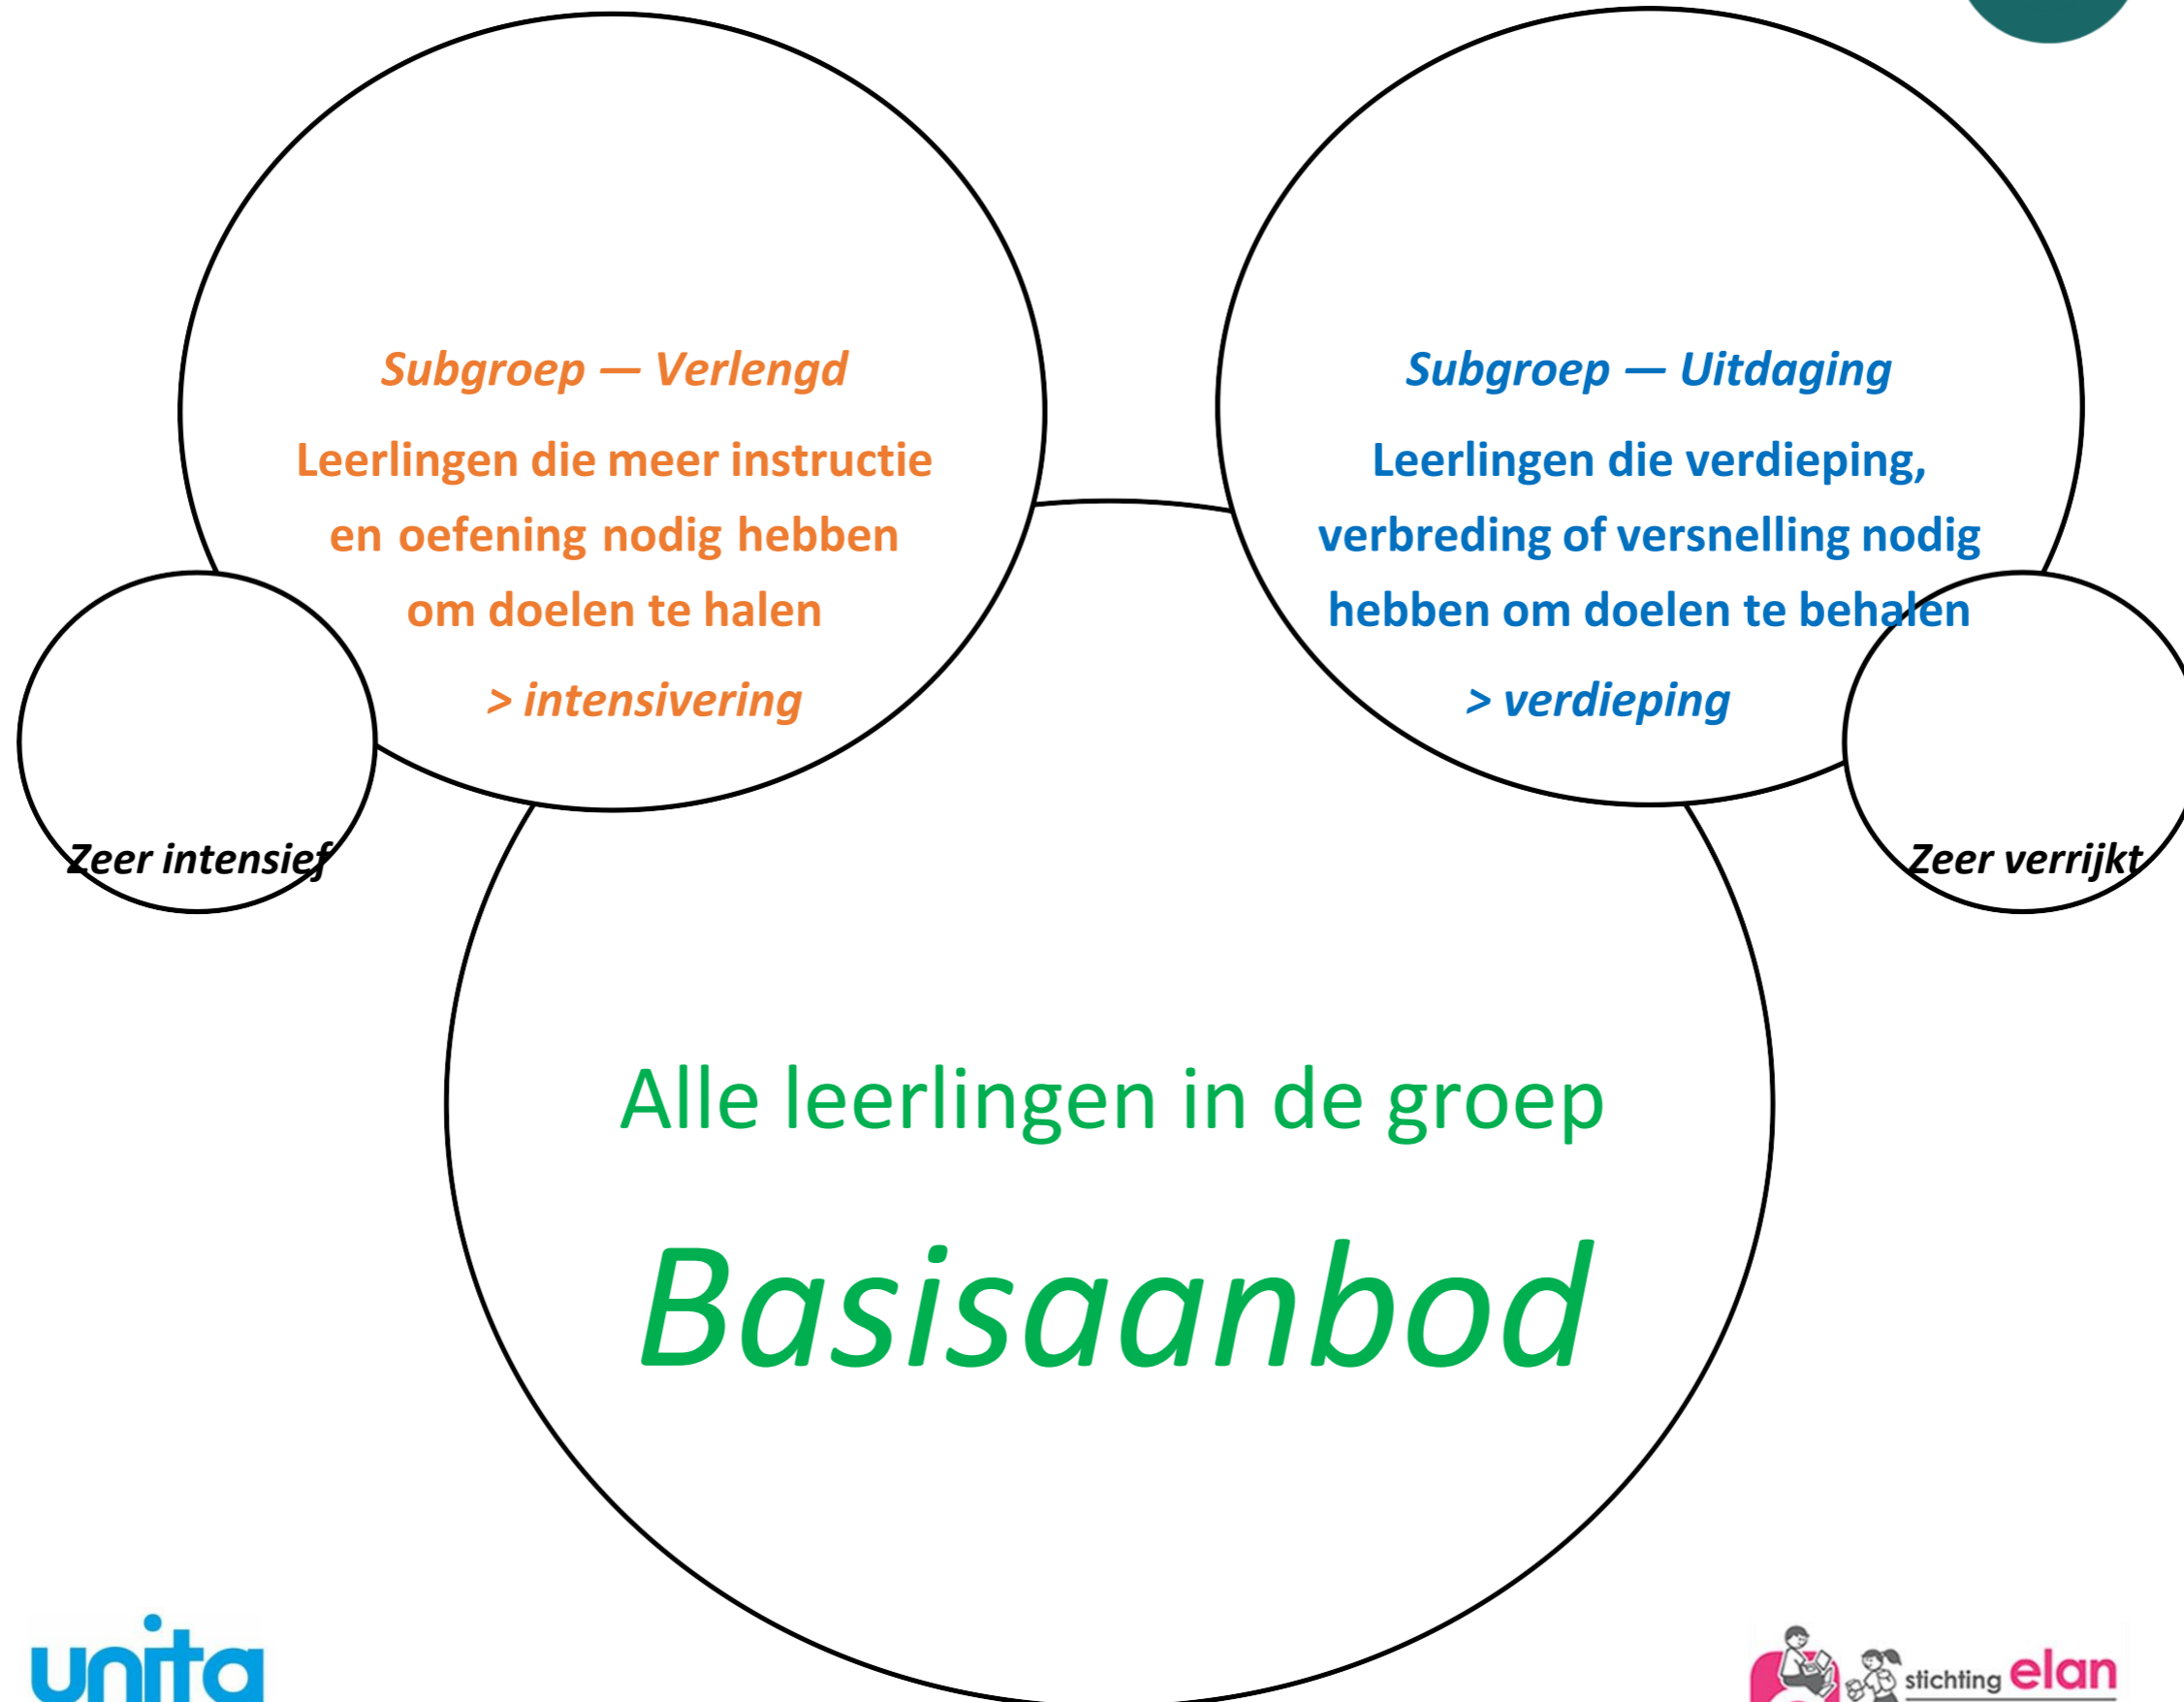 Subgroep — Verlengd
Leerlingen die meer instructie
en oefening nodig hebben
om doelen te halen
> intensivering
Subgroep — Uitdaging
Leerlingen die verdieping,
verbreding of versnelling nodig
hebben om doelen te behalen
> verdieping
Zeer intensief
Zeer verrijkt
Alle leerlingen in de groep
Basisaanbod
unita
stichting elan